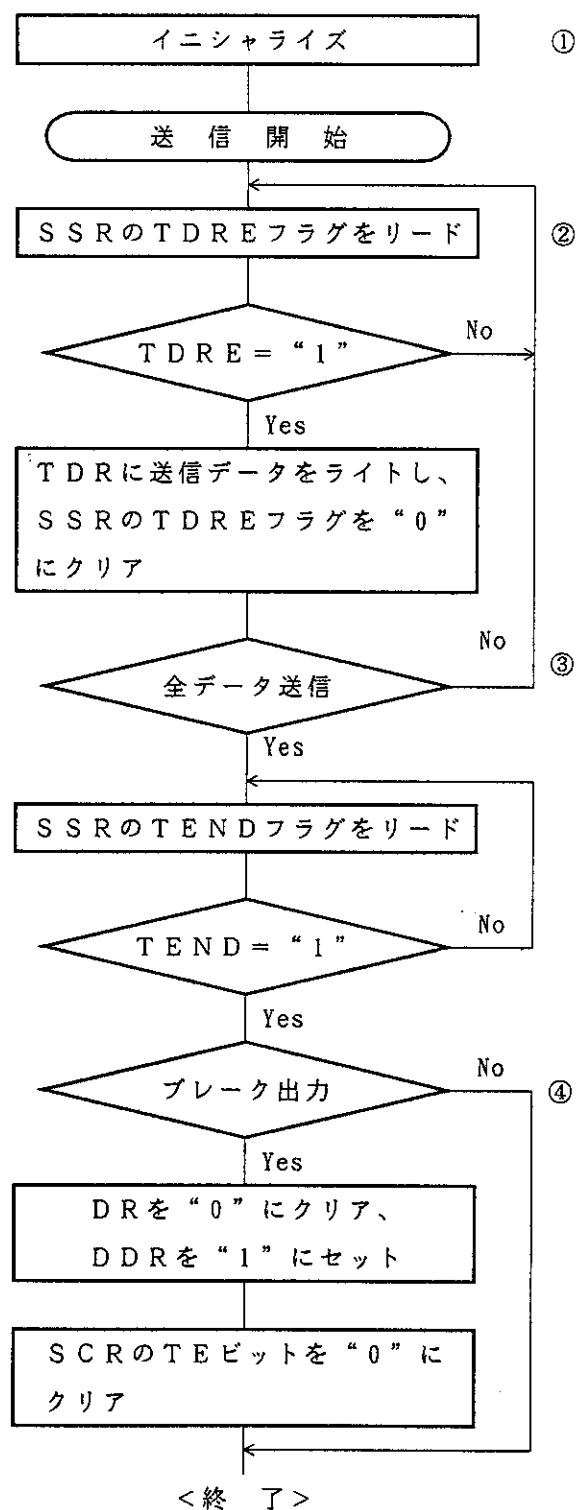 イニシャライズ ①
送信開始
SSRのTDREフラグをリード ②
TDRE=“1” No
Yes
TDRに送信データをライトし、
SSRのTDREフラグを“0”
にクリア
No
全データ送信 ③
Yes
SSRのTENDフラグをリード
TEND=“1” No
Yes
ブレーク出力 No ④
Yes
DRを“0”にクリア、
DDRを“1”にセット
SCRのTEビットを“0”に
クリア
<終 了>